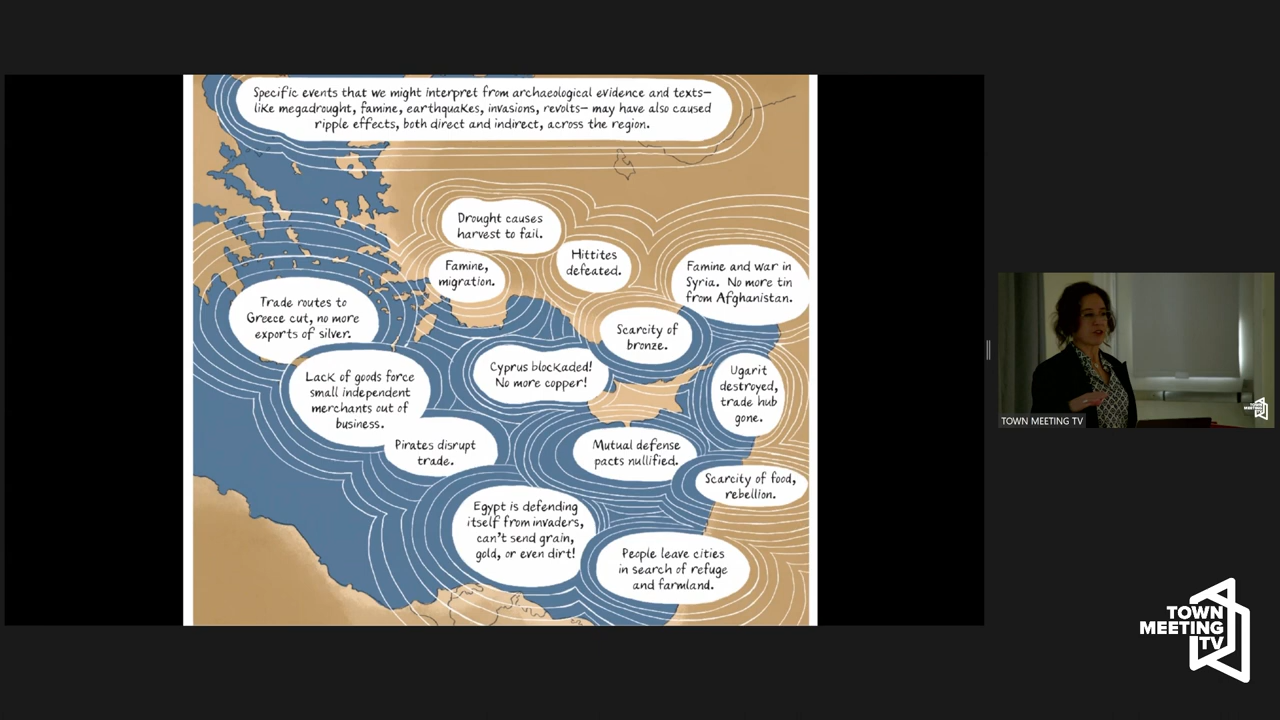 Specific events that we might interpret from archaeological evidence and texts—
like megadrought, famine, earthquakes, invasions, revolts— may have also caused
ripple effects, both direct and indirect, across the region.
Drought causes
harvest to fail.
Hittites
defeated.
Famine,
migration.
Famine and war in
Syria. No more tin
from Afghanistan.
Trade routes to
Greece cut, no more
exports of silver.
Scarcity of
bronze.
Cyprus blockaded!
No more copper!
Ugarit
destroyed,
trade hub
gone.
Lack of goods force
small independent
merchants out of
business.
Pirates disrupt
trade.
Mutual defense
pacts nullified.
Scarcity of food,
rebellion.
Egypt is defending
itself from invaders,
can't send grain,
gold, or even dirt!
People leave cities
in search of refuge
and farmland.
TOWN MEETING TV
TOWN
MEETING
TV
TOWN
MEETING
TV